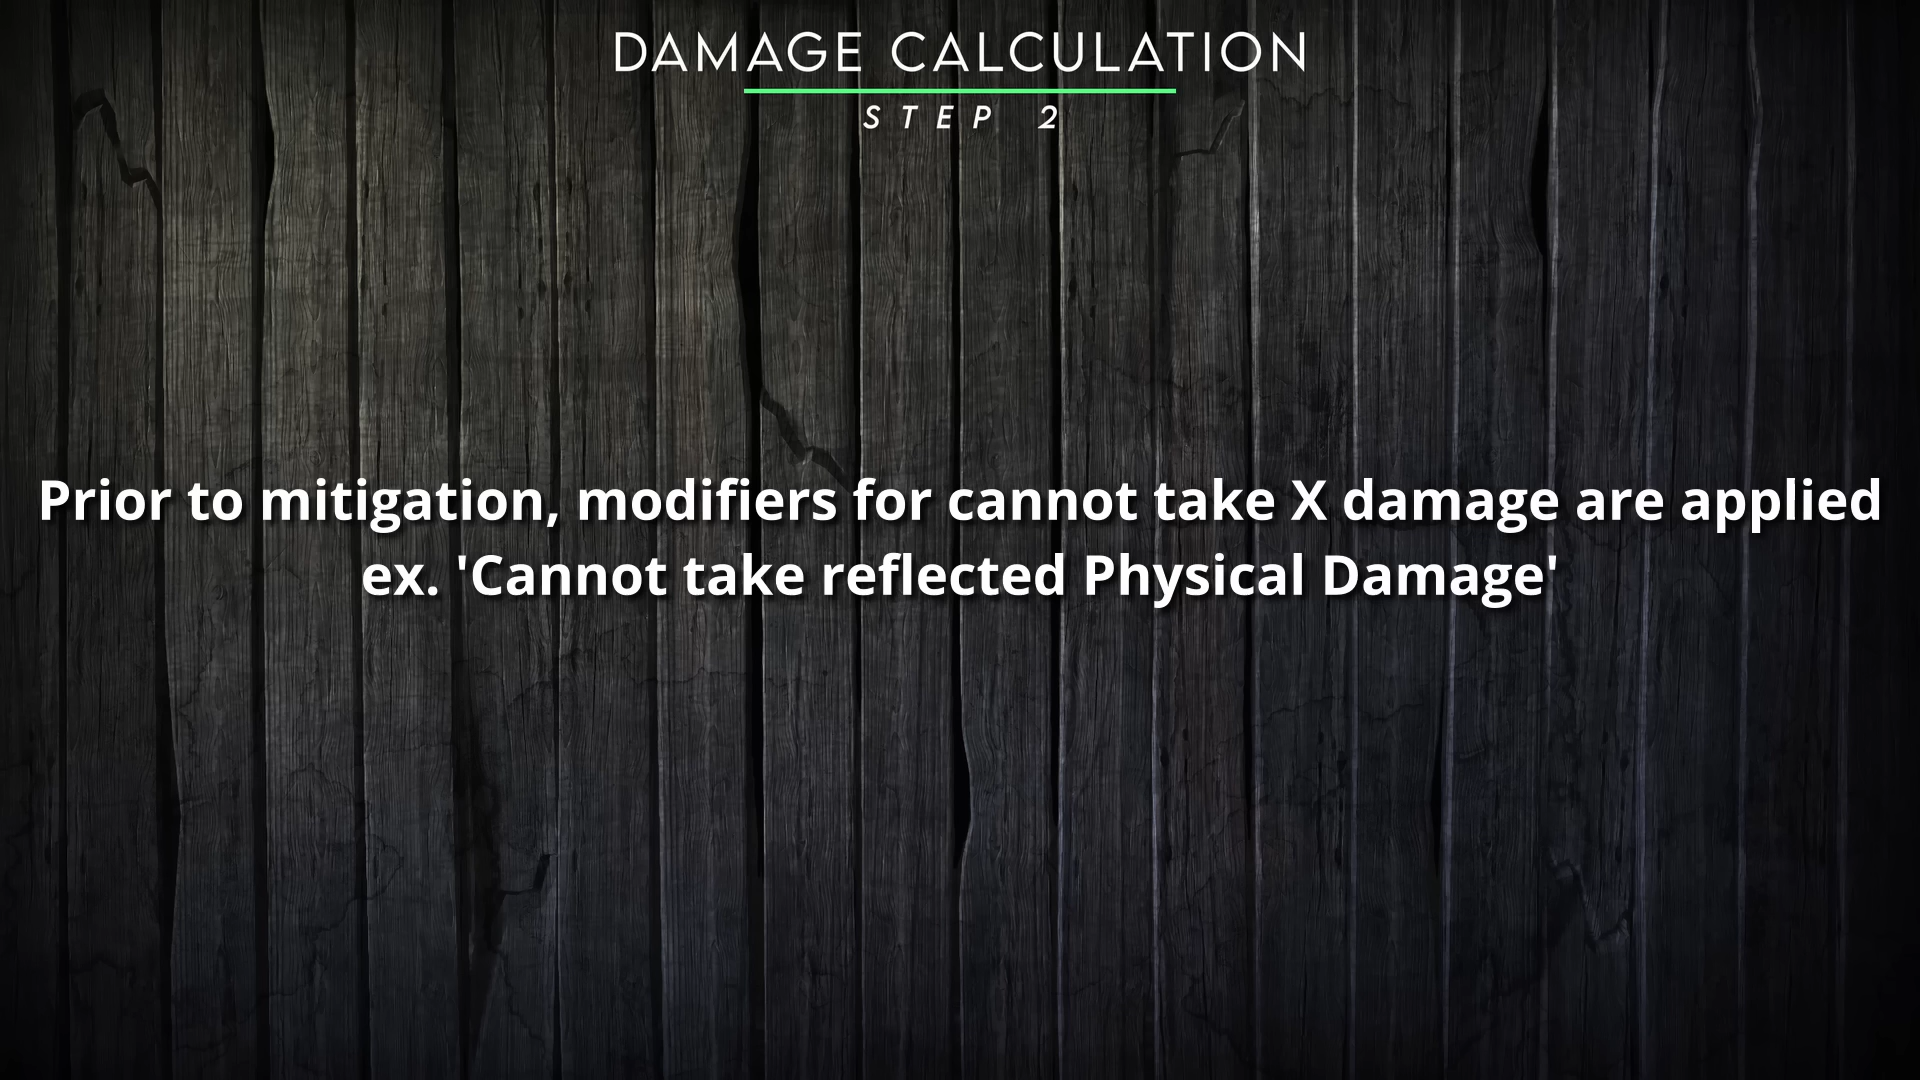 DAMAGE CALCULATION
STEP 2
Prior to mitigation, modifiers for cannot take X damage are applied
ex. 'Cannot take reflected Physical Damage'